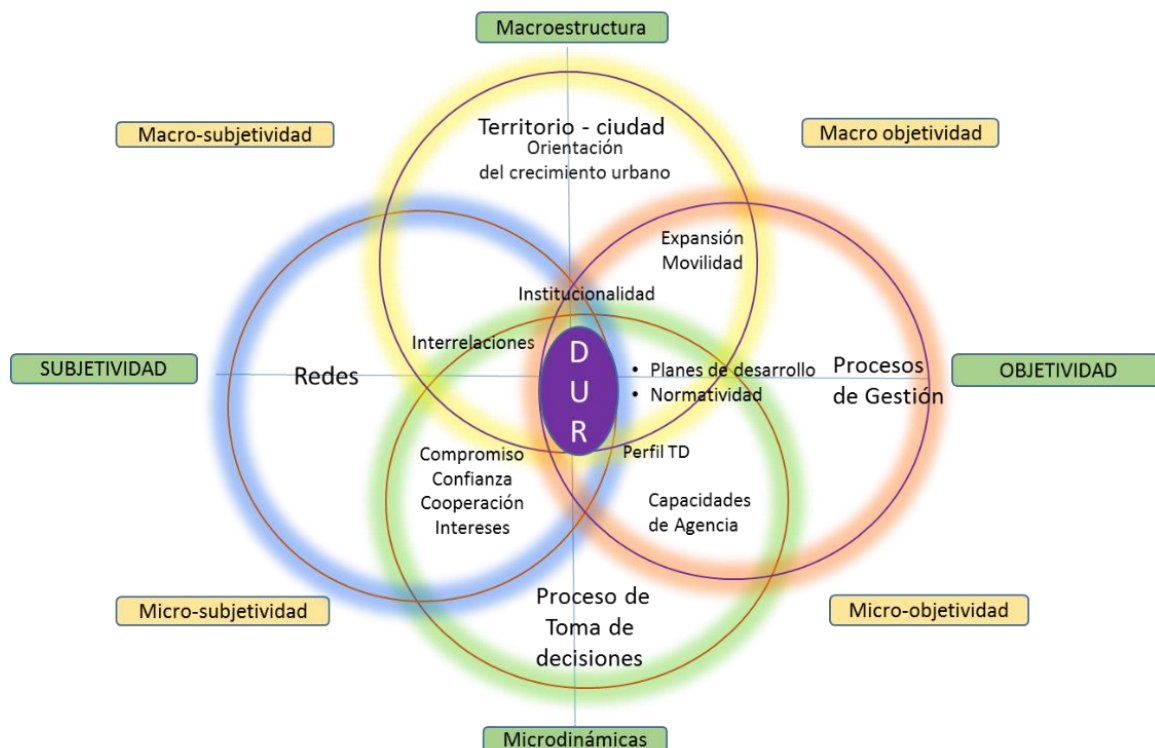 Macroestructura
Macro-subjetividad
Macro objetividad
Territorio - ciudad
Orientación
del crecimiento urbano
Expansión
Movilidad
Institucionalidad
Interrelaciones
SUBJETIVIDAD
Redes
D
U
R
• Planes de desarrollo
• Normatividad
Procesos
de Gestión
OBJETIVIDAD
Compromiso
Confianza
Cooperación
Intereses
Perfil TD
Capacidades
de Agencia
Micro-subjetividad
Micro-objetividad
Proceso de
Toma de
decisiones
Microdinámicas